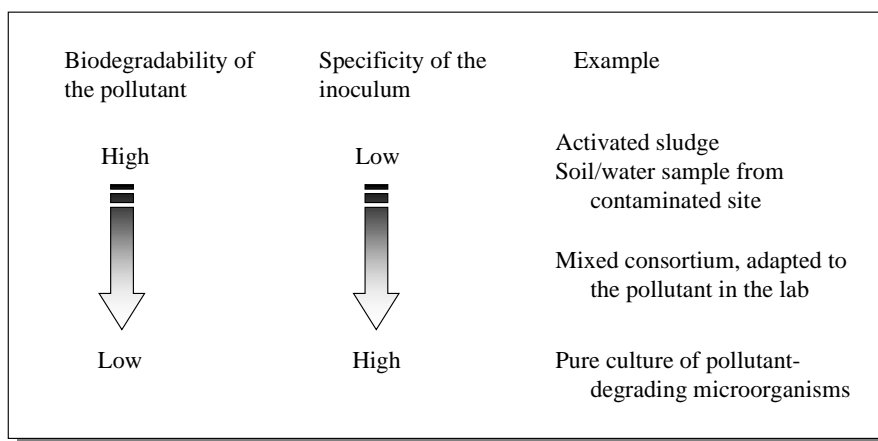 Biodegradability of
the pollutant
Specificity of the
inoculum
Example
High
Low
Activated sludge
Soil/water sample from
contaminated site
Mixed consortium, adapted to
the pollutant in the lab
Low
High
Pure culture of pollutant-
degrading microorganisms